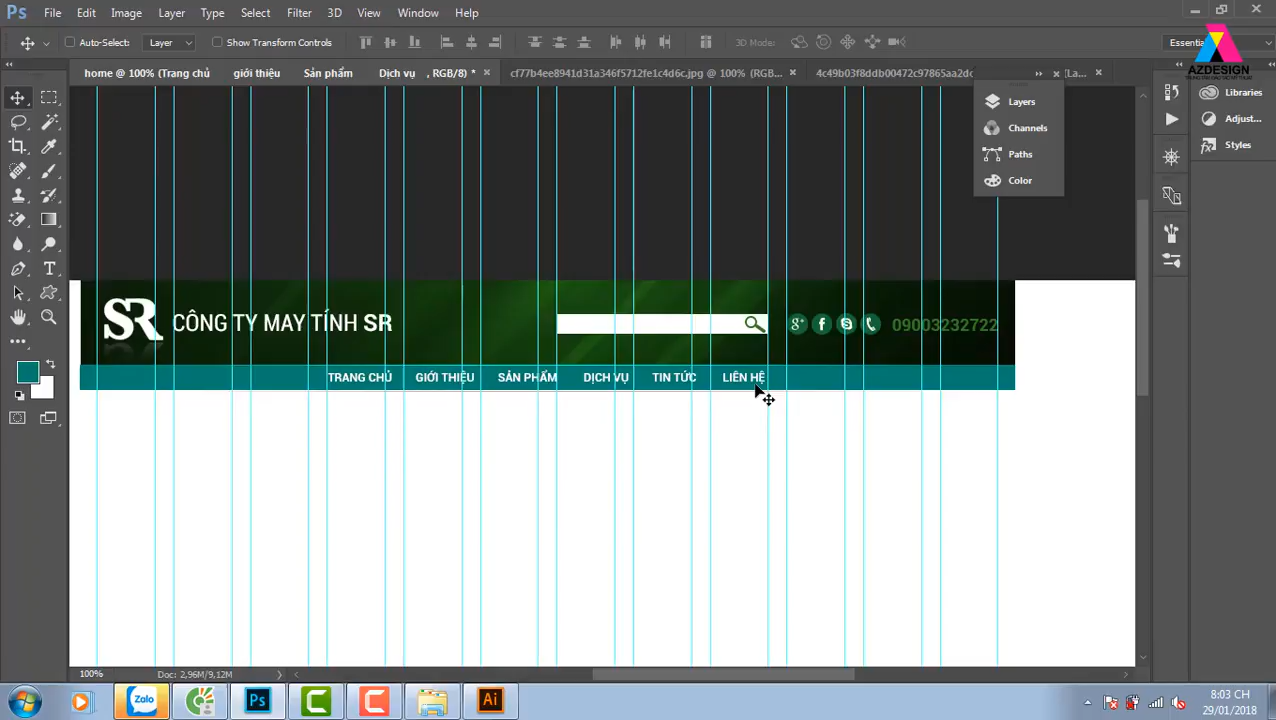 Ps File Edit Image Layer Type Select Filter 3D View Window Help
Auto-Select: Layer Show Transform Controls 3D Mode: Essentia
AZDESIGN
home @ 100% (Trang chủ giới thiệu Sản phẩm Dịch vụ , RGB/8) * cf77b4ee8941d31a346f5712fe1c4d6c.jpg @ 100% (RGB... 4c49b03f8ddb00472c97865aa2dc [La...
Layers
Channels
Paths
Color
Libraries
Adjust...
Styles
SR CÔNG TY MAY TÍNH SR g+ f S 09003232722
TRANG CHỦ GIỚI THIỆU SẢN PHẨM DỊCH VỤ TIN TỨC LIÊN HỆ
100% Doc: 2,96M/9,12M
Zalo Ps C C Ai
8:03 CH
29/01/2018